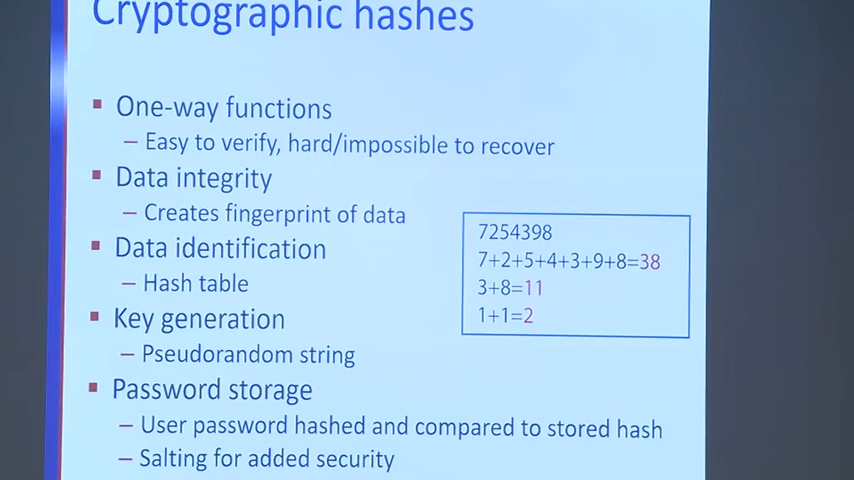 Cryptographic hashes
▪ One-way functions
– Easy to verify, hard/impossible to recover
▪ Data integrity
– Creates fingerprint of data
▪ Data identification
– Hash table
▪ Key generation
– Pseudorandom string
▪ Password storage
– User password hashed and compared to stored hash
– Salting for added security
7254398
7+2+5+4+3+9+8=38
3+8=11
1+1=2